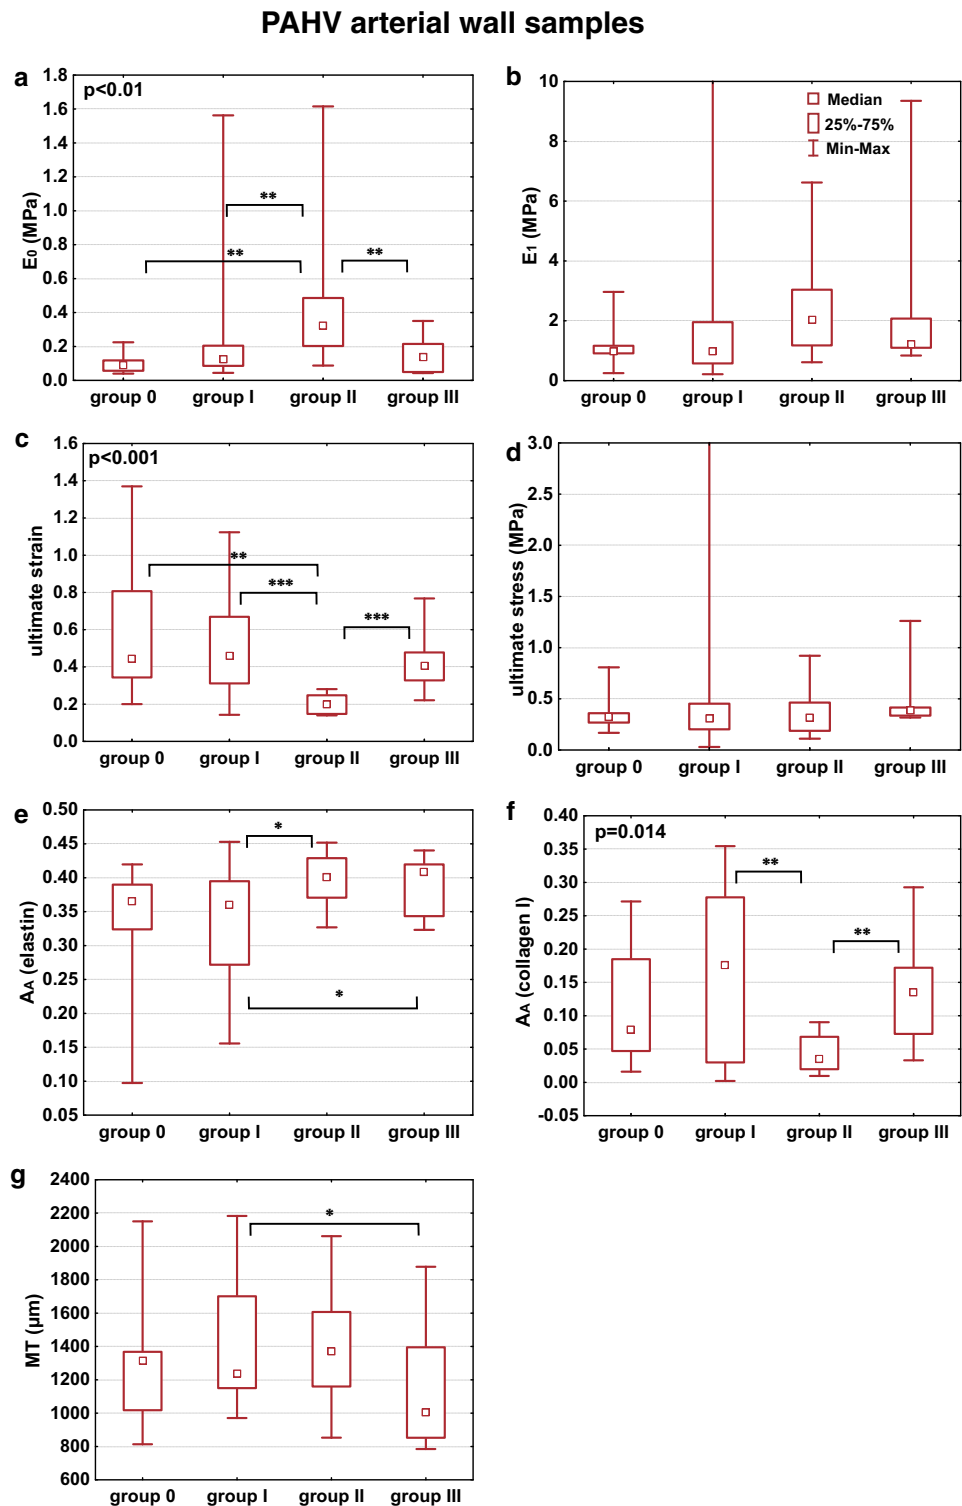 PAHV arterial wall samples
a
p<0.01
1.8
1.6
1.4
1.2
1.0
0.8
0.6
0.4
0.2
0.0
E0 (MPa)
**
**
**
group 0 group I group II group III
b
10
8
6
4
2
0
E1 (MPa)
Median
25%-75%
Min-Max
group 0 group I group II group III
c
p<0.001
1.6
1.4
1.2
1.0
0.8
0.6
0.4
0.2
0.0
ultimate strain
**
***
***
group 0 group I group II group III
d
3.0
2.5
2.0
1.5
1.0
0.5
0.0
ultimate stress (MPa)
group 0 group I group II group III
e
0.50
0.45
0.40
0.35
0.30
0.25
0.20
0.15
0.10
0.05
AA (elastin)
*
*
group 0 group I group II group III
f
p=0.014
0.40
0.35
0.30
0.25
0.20
0.15
0.10
0.05
0.00
-0.05
AA (collagen I)
**
**
group 0 group I group II group III
g
2400
2200
2000
1800
1600
1400
1200
1000
800
600
MT (µm)
*
group 0 group I group II group III